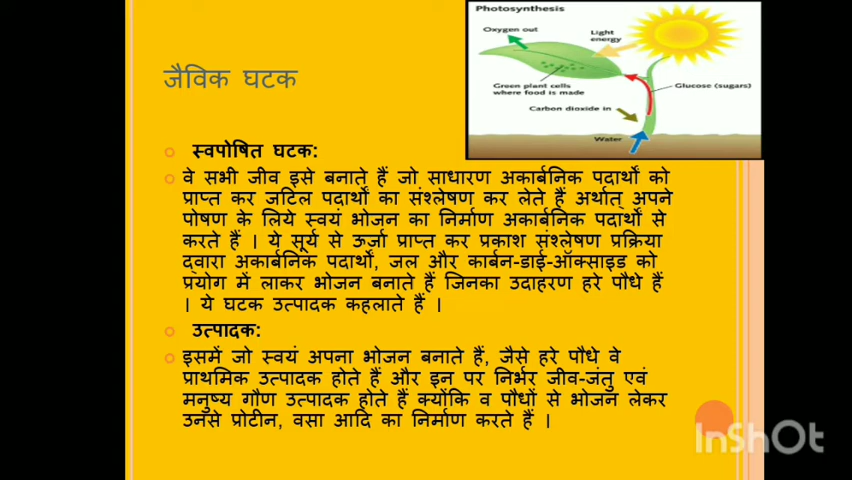 Photosynthesis
Oxygen out
Light
energy
Green plant cells
where food is made
Glucose (sugars)
Carbon dioxide in
Water
जैविक घटक
स्वपोषित घटक:
वे सभी जीव इसे बनाते हैं जो साधारण अकार्बनिक पदार्थों को
प्राप्त कर जटिल पदार्थों का संश्लेषण कर लेते हैं अर्थात् अपने
पोषण के लिये स्वयं भोजन का निर्माण अकार्बनिक पदार्थों से
करते हैं । ये सूर्य से ऊर्जा प्राप्त कर प्रकाश संश्लेषण प्रक्रिया
द्वारा अकार्बनिक पदार्थों, जल और कार्बन-डाई-ऑक्साइड को
प्रयोग में लाकर भोजन बनाते हैं जिनका उदाहरण हरे पौधे हैं
। ये घटक उत्पादक कहलाते हैं ।
उत्पादक:
इसमें जो स्वयं अपना भोजन बनाते हैं, जैसे हरे पौधे वे
प्राथमिक उत्पादक होते हैं और इन पर निर्भर जीव-जंतु एवं
मनुष्य गौण उत्पादक होते हैं क्योंकि व पौधों से भोजन लेकर
उनसे प्रोटीन, वसा आदि का निर्माण करते हैं ।
InShOt